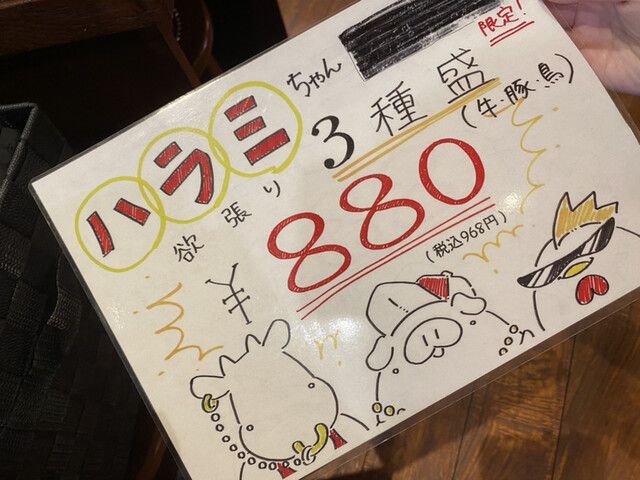 限定!
ハラミちゃん
欲張り3種盛
(牛・豚・鳥)
¥880
(税込968円)